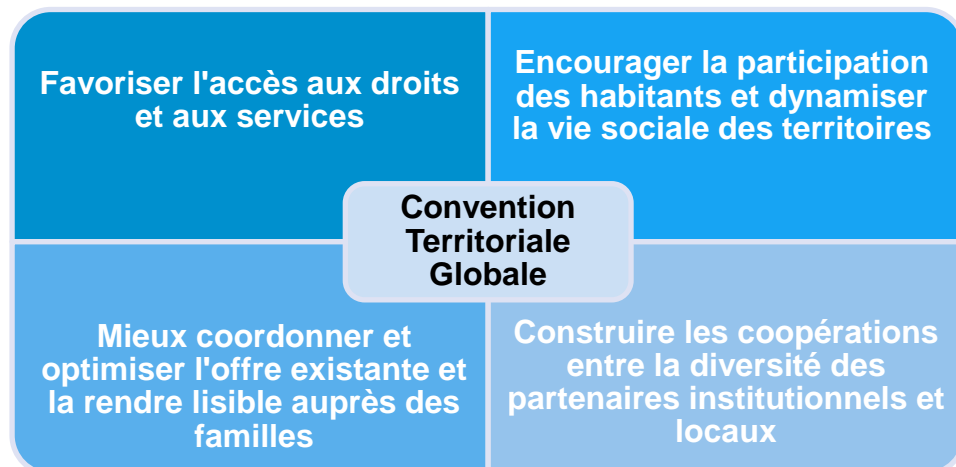 Favoriser l'accès aux droits
et aux services
Encourager la participation
des habitants et dynamiser
la vie sociale des territoires
Convention
Territoriale
Globale
Mieux coordonner et
optimiser l'offre existante et
la rendre lisible auprès des
familles
Construire les coopérations
entre la diversité des
partenaires institutionnels et
locaux